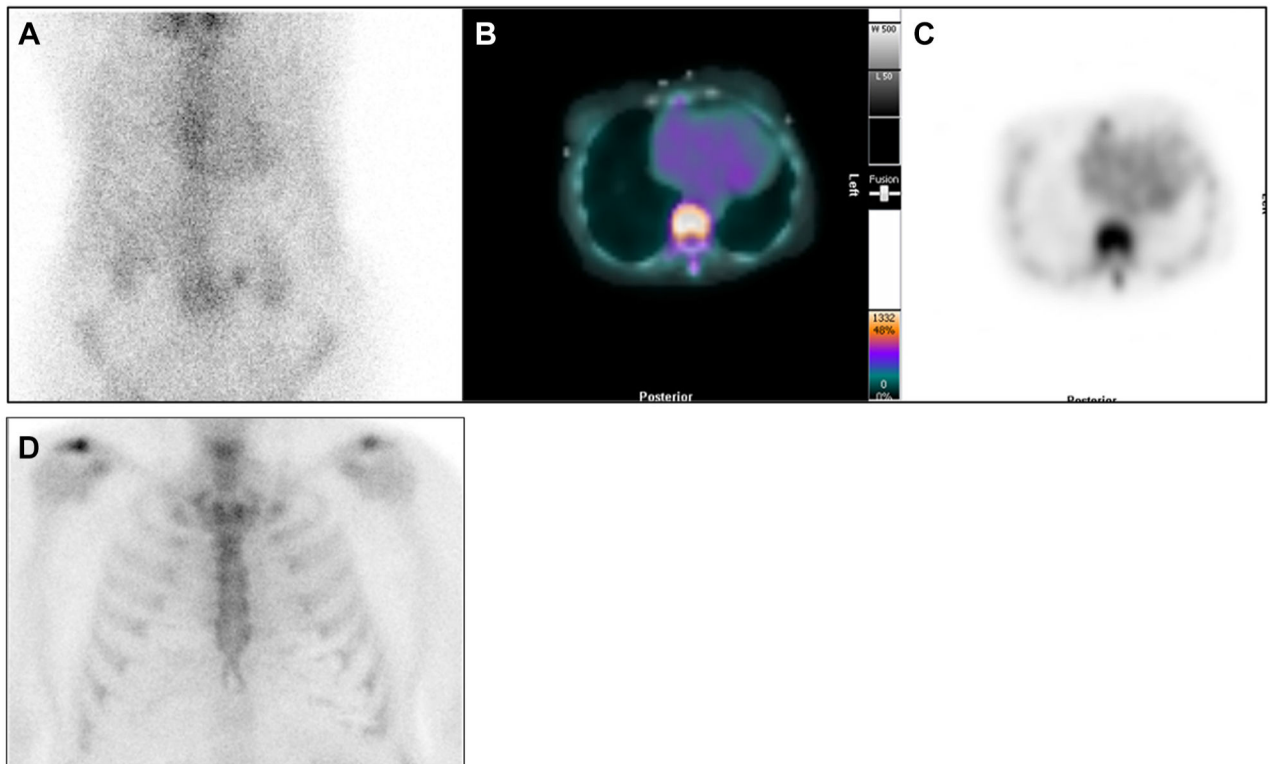 A
B
W 500
L 50
Left
Fusion
1332
48%
0
0%
Posterior
C
Posterior
D